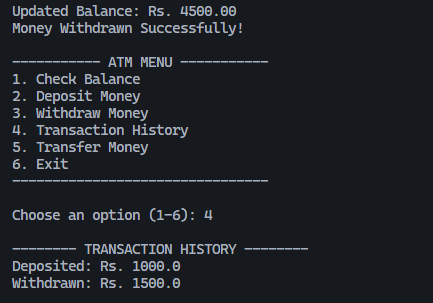 Updated Balance: Rs. 4500.00
Money Withdrawn Successfully!
----------- ATM MENU -----------
1. Check Balance
2. Deposit Money
3. Withdraw Money
4. Transaction History
5. Transfer Money
6. Exit
--------------------------------
Choose an option (1-6): 4
-------- TRANSACTION HISTORY --------
Deposited: Rs. 1000.0
Withdrawn: Rs. 1500.0